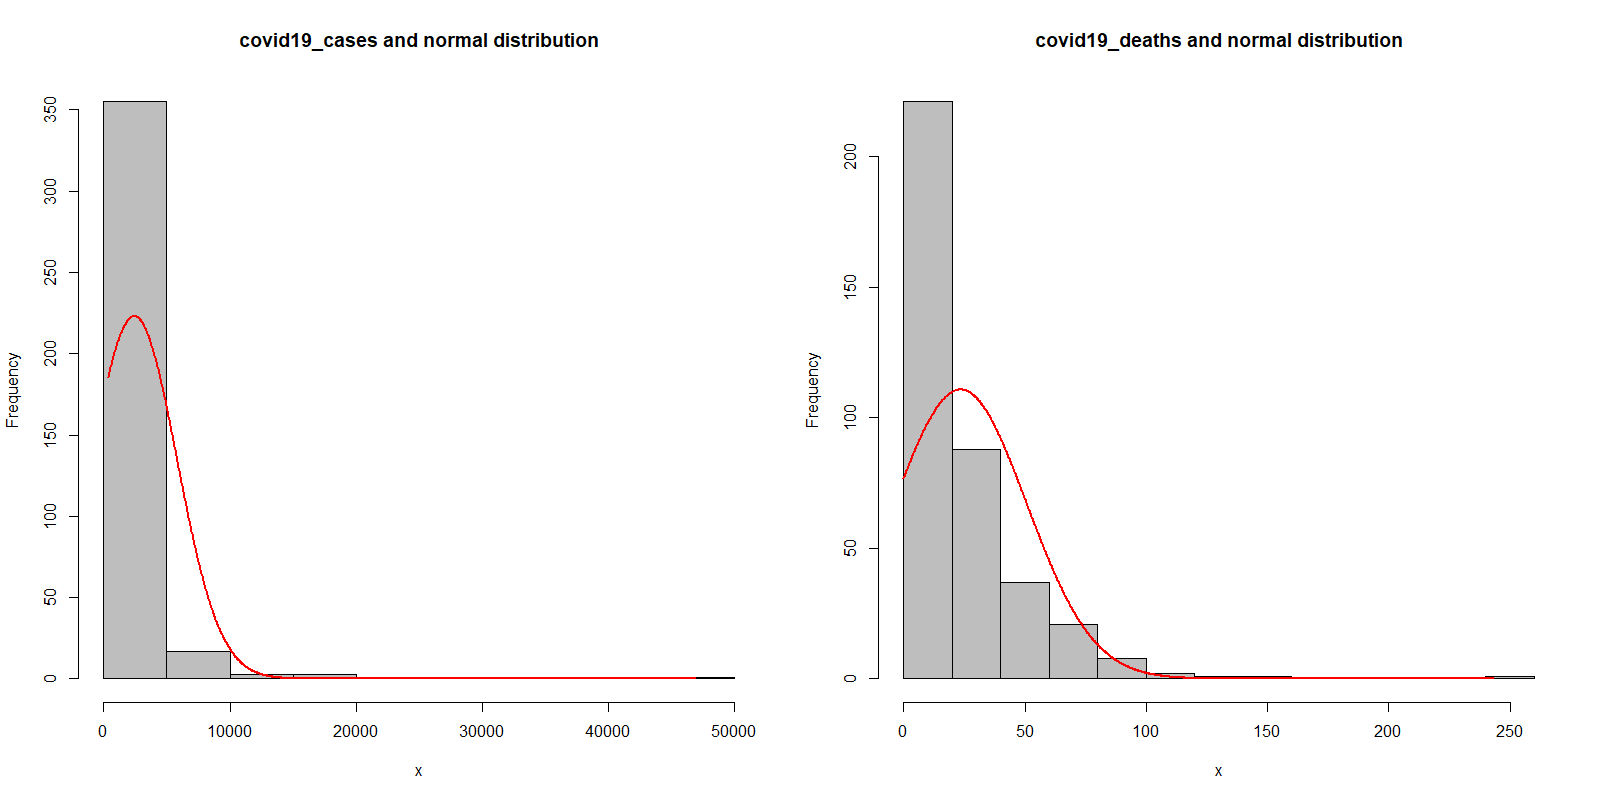 covid19_cases and normal distribution
Frequency
350
300
250
200
150
100
50
0
0 10000 20000 30000 40000 50000
x
covid19_deaths and normal distribution
Frequency
200
150
100
50
0
0 50 100 150 200 250
x